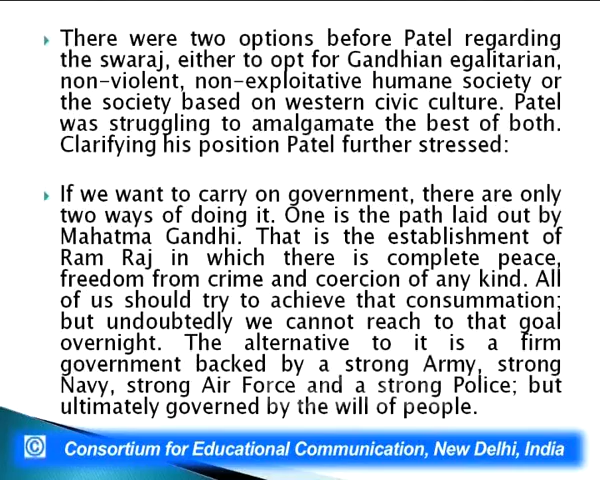 There were two options before Patel regarding
the swaraj, either to opt for Gandhian egalitarian,
non-violent, non-exploitative humane society or
the society based on western civic culture. Patel
was struggling to amalgamate the best of both.
Clarifying his position Patel further stressed:
If we want to carry on government, there are only
two ways of doing it. One is the path laid out by
Mahatma Gandhi. That is the establishment of
Ram Raj in which there is complete peace,
freedom from crime and coercion of any kind. All
of us should try to achieve that consummation;
but undoubtedly we cannot reach to that goal
overnight. The alternative to it is a firm
government backed by a strong Army, strong
Navy, strong Air Force and a strong Police; but
ultimately governed by the will of people.
© Consortium for Educational Communication, New Delhi, India